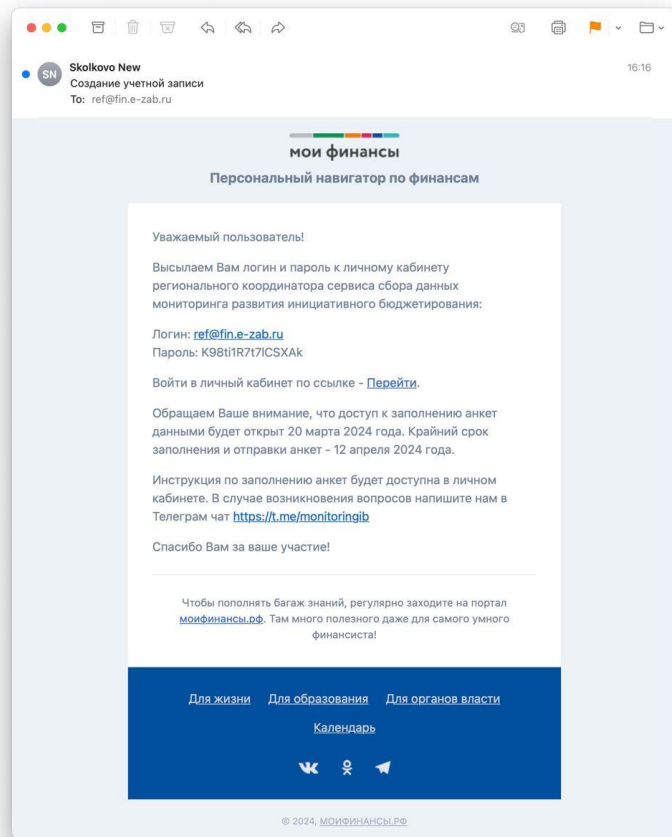 Skolkovo New
16:16
SN
Создание учетной записи
To: ref@fin.e-zab.ru
мои финансы
Персональный навигатор по финансам
Уважаемый пользователь!
Высылаем Вам логин и пароль к личному кабинету
регионального координатора сервиса сбора данных
мониторинга развития инициативного бюджетирования:
Логин: ref@fin.e-zab.ru
Пароль: K98ti1R7t7lCSXAk
Войти в личный кабинет по ссылке - Перейти.
Обращаем Ваше внимание, что доступ к заполнению анкет
данными будет открыт 20 марта 2024 года. Крайний срок
заполнения и отправки анкет - 12 апреля 2024 года.
Инструкция по заполнению анкет будет доступна в личном
кабинете. В случае возникновения вопросов напишите нам в
Телеграм чат https://t.me/monitoringib
Спасибо Вам за ваше участие!
Чтобы пополнять багаж знаний, регулярно заходите на портал
моифинансы.рф. Там много полезного даже для самого умного
финансиста!
Для жизни Для образования Для органов власти
Календарь
© 2024, МОИФИНАНСЫ.РФ